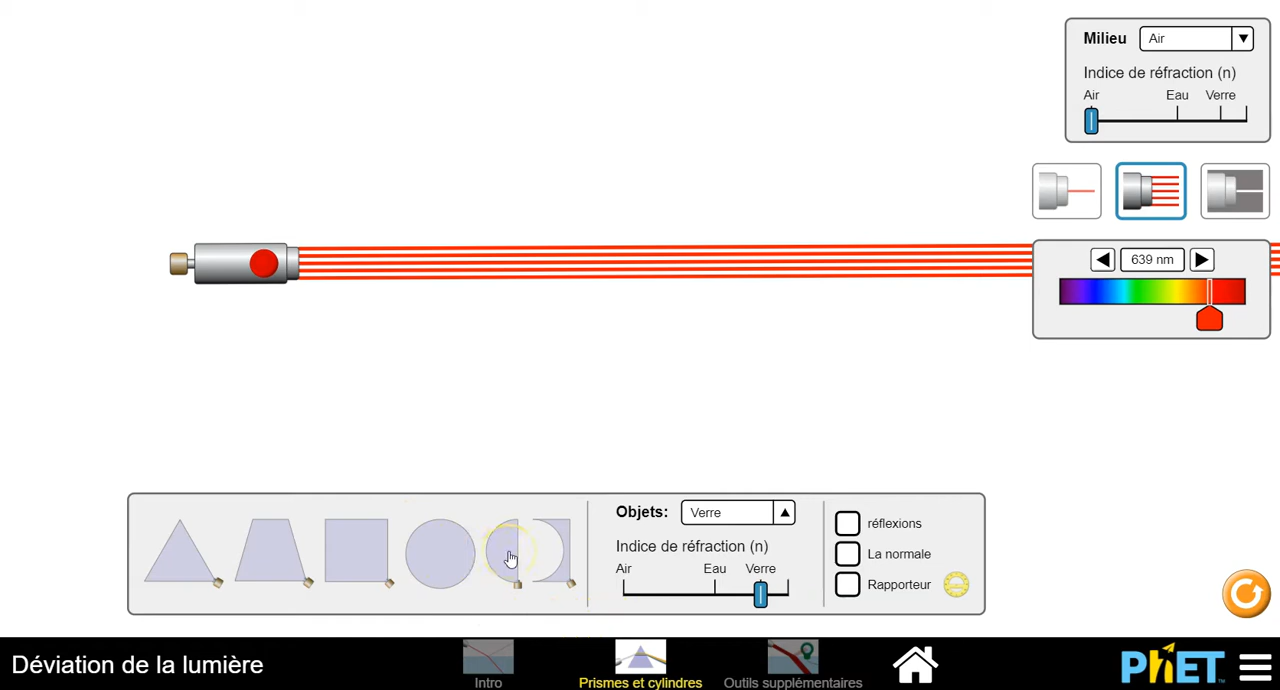 Milieu Air
Indice de réfraction (n)
Air Eau Verre
639 nm
Objets: Verre
Indice de réfraction (n)
Air Eau Verre
réflexions
La normale
Rapporteur
Déviation de la lumière
Intro
Prismes et cylindres
Outils supplémentaires
PhET